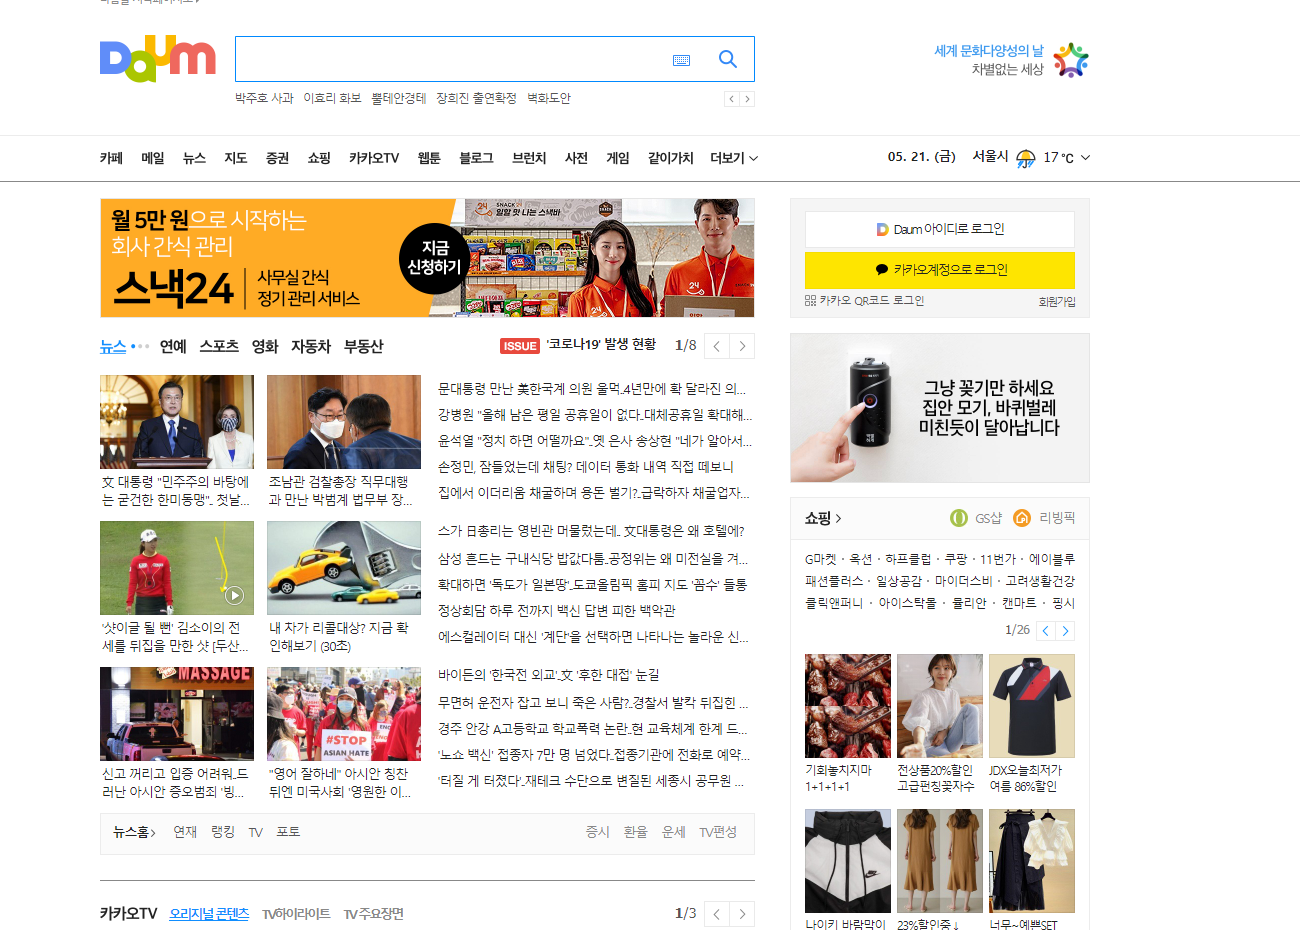 Daum
세계 문화다양성의 날
차별없는 세상
박주호 사과 이효리 화보 뿔테안경테 장희진 출연확정 벽화도안
카페 메일 뉴스 지도 증권 쇼핑 카카오TV 웹툰 블로그 브런치 사전 게임 같이가치 더보기
05. 21. (금) 서울시 17 ℃
월 5만 원으로 시작하는
회사 간식 관리
스낵24
사무실 간식
정기 관리 서비스
지금
신청하기
SNACK24
일할 맛 나는 스낵바
24
24
Daum 아이디로 로그인
카카오계정으로 로그인
카카오 QR코드 로그인 회원가입
뉴스 연예 스포츠 영화 자동차 부동산
ISSUE '코로나19' 발생 현황 1/8
文 대통령 "민주주의 바탕에
는 굳건한 한미동맹".. 첫날...
조남관 검찰총장 직무대행
과 만난 박범계 법무부 장...
'샷이글 될 뻔' 김소이의 전
세를 뒤집을 만한 샷 [두산...
내 차가 리콜대상? 지금 확
인해보기 (30초)
MASSAGE
#STOP
ASIAN HATE
신고 꺼리고 입증 어려워..드
러난 아시안 증오범죄 '빙...
"영어 잘하네" 아시안 칭찬
뒤엔 미국사회 '영원한 이...
문대통령 만난 美한국계 의원 울먹..4년만에 확 달라진 의...
강병원 "올해 남은 평일 공휴일이 없다..대체공휴일 확대해...
윤석열 "정치 하면 어떨까요"..옛 은사 송상현 "네가 알아서...
손정민, 잠들었는데 채팅? 데이터 통화 내역 직접 떼보니
집에서 이더리움 채굴하며 용돈 벌기?..급락하자 채굴업자...
스가 日총리는 영빈관 머물렀는데.. 文대통령은 왜 호텔에?
삼성 흔드는 구내식당 밥값다툼..공정위는 왜 미전실을 겨...
확대하면 '독도가 일본땅'..도쿄올림픽 홈피 지도 '꼼수' 들통
정상회담 하루 전까지 백신 답변 피한 백악관
에스컬레이터 대신 '계단'을 선택하면 나타나는 놀라운 신...
바이든의 '한국전 외교'..文 '후한 대접' 눈길
무면허 운전자 잡고 보니 죽은 사람?..경찰서 발칵 뒤집힌 ...
경주 안강 A고등학교 학교폭력 논란..현 교육체계 한계 드...
'노쇼 백신' 접종자 7만 명 넘었다..접종기관에 전화로 예약...
'터질 게 터졌다'..재테크 수단으로 변질된 세종시 공무원 ...
뉴스홈 연재 랭킹 TV 포토 증시 환율 운세 TV편성
카카오TV 오리지널 콘텐츠 TV하이라이트 TV 주요장면 1/3
그냥 꽂기만 하세요
집안 모기, 바퀴벌레
미친듯이 달아납니다
쇼핑 GS샵 리빙픽
G마켓 · 옥션 · 하프클럽 · 쿠팡 · 11번가 · 에이블루
패션플러스 · 일상공감 · 마이더스비 · 고려생활건강
클릭앤퍼니 · 아이스탁몰 · 율리안 · 캔마트 · 핑시
1/26
기회놓치지마
1+1+1+1
전상품20%할인
고급펀칭꽃자수
JDX오늘최저가
여름 86%할인
나이키 바람막이
23%할인중↓
너무~예쁜SET